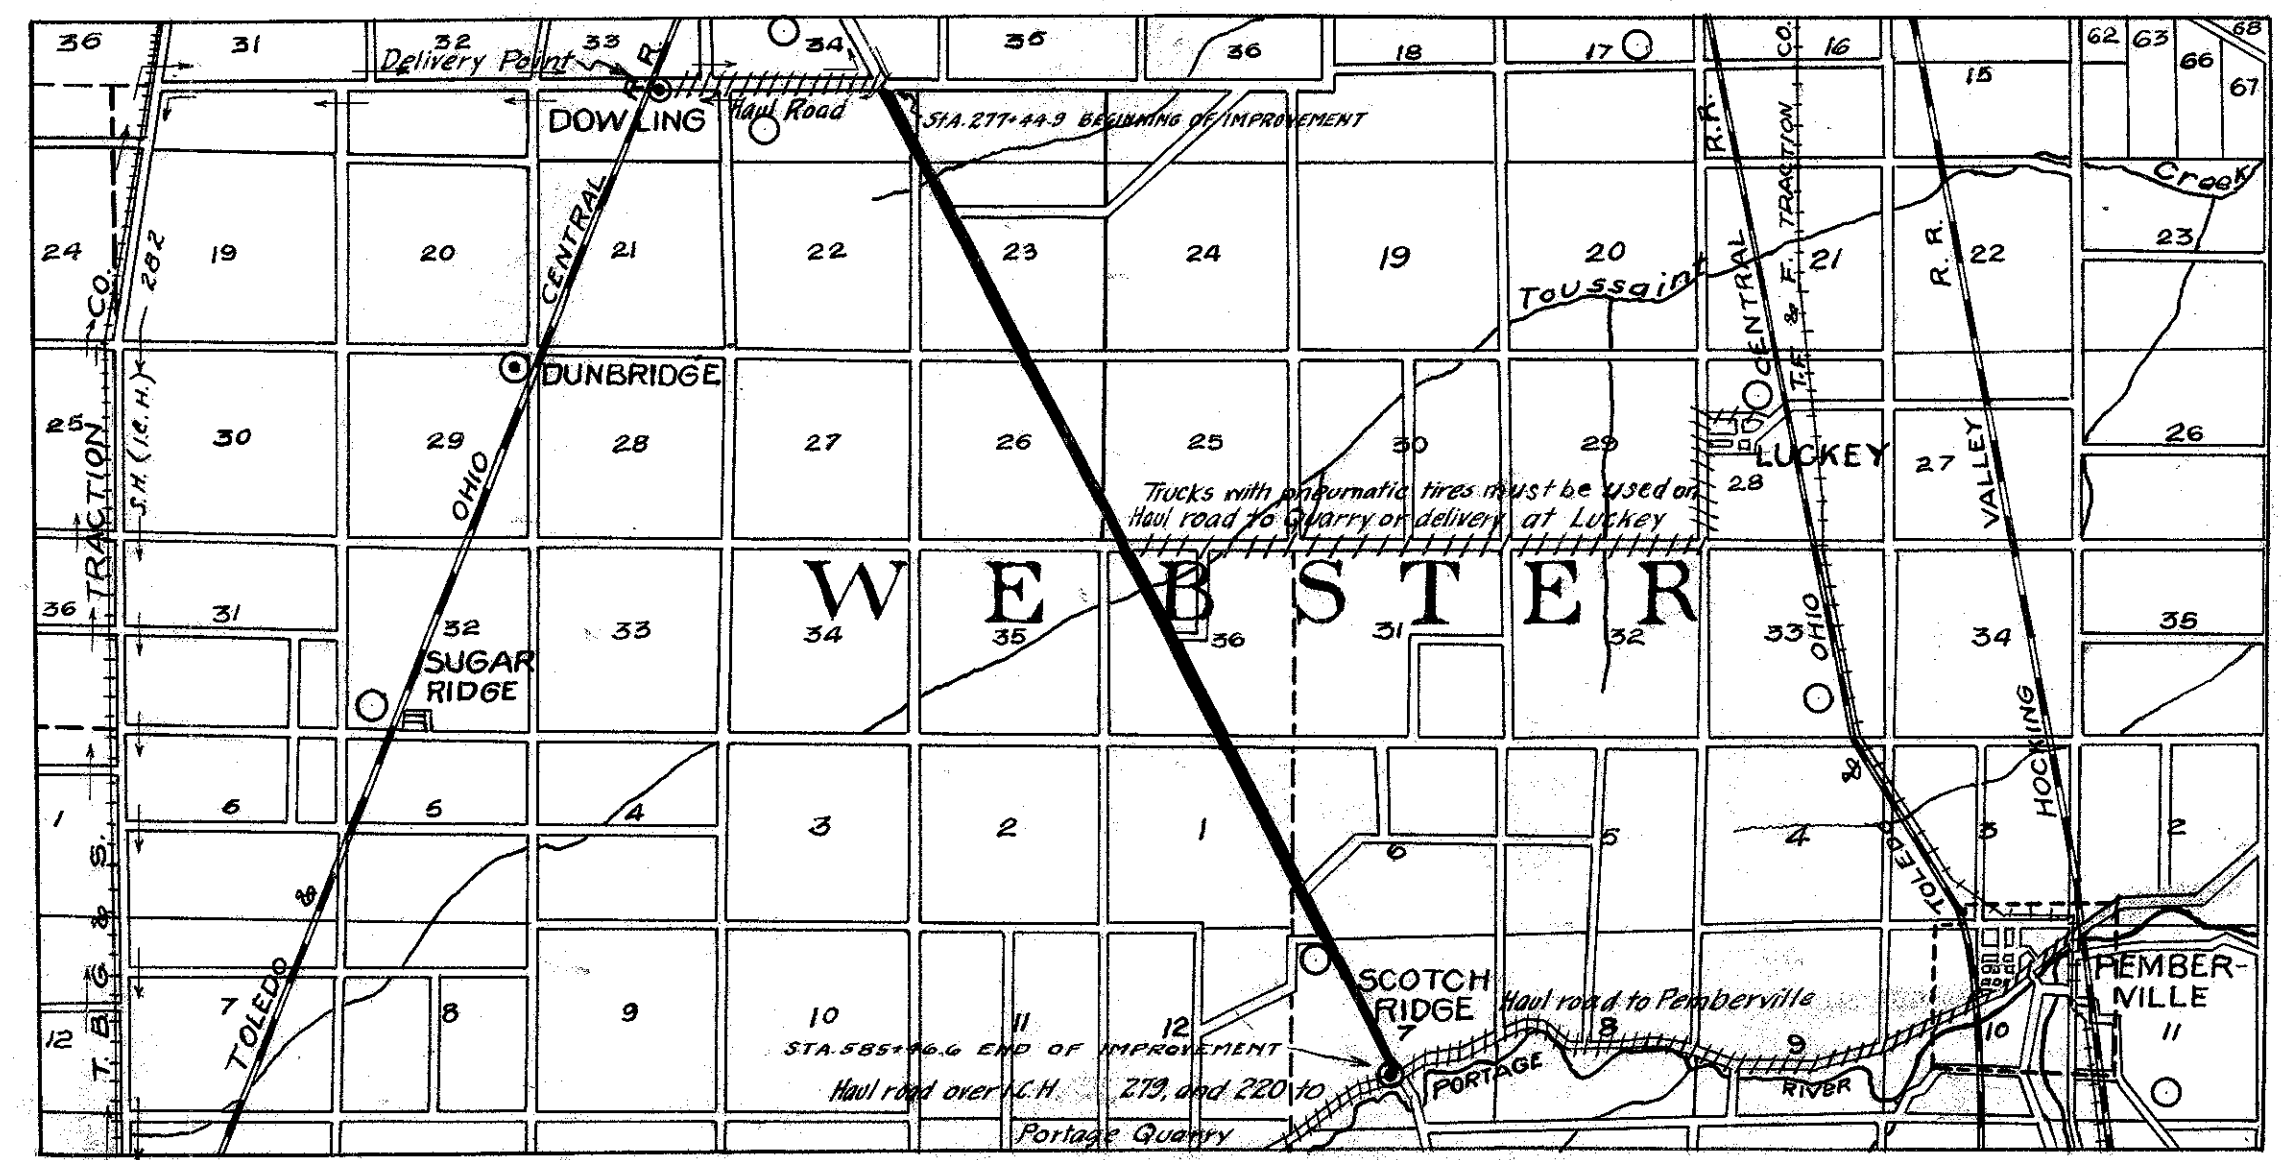 36 31 32 33 34 35 36 18 17 16 15 62 63 66 67 68
Delivery Point
R. R.
DOWLING
Haul Road
STA. 277+44.9 BEGINNING OF IMPROVEMENT
R.R.
T.F. & F. TRACTION CO.
Creek
24 19 20 21 22 23 24 19 20 21 22 23
282
CENTRAL
Toussaint
CENTRAL
R. R.
CO.
DUNBRIDGE
25 30 29 28 27 26 25 30 29 28 27 26
S.H. (I.C.H.)
TRACTION
OHIO
LUCKEY
VALLEY
Trucks with pneumatic tires must be used on
Haul road to Quarry or delivery at Luckey
WEBSTER
36 31 32 33 34 35 36 31 32 33 34 35
SUGAR
RIDGE
OHIO
HOCKING
&
1 6 5 4 3 2 1 6 5 4 3 2
T. B. G. & S.
&
TOLEDO
TOLEDO
SCOTCH
RIDGE
PEMBER-
VILLE
Haul road to Pemberville
12 7 8 9 10 11 12 7 8 9 10 11
STA. 585+46.6 END OF IMPROVEMENT
PORTAGE RIVER
Haul road over I.C.H 279, and 220 to
Portage Quarry